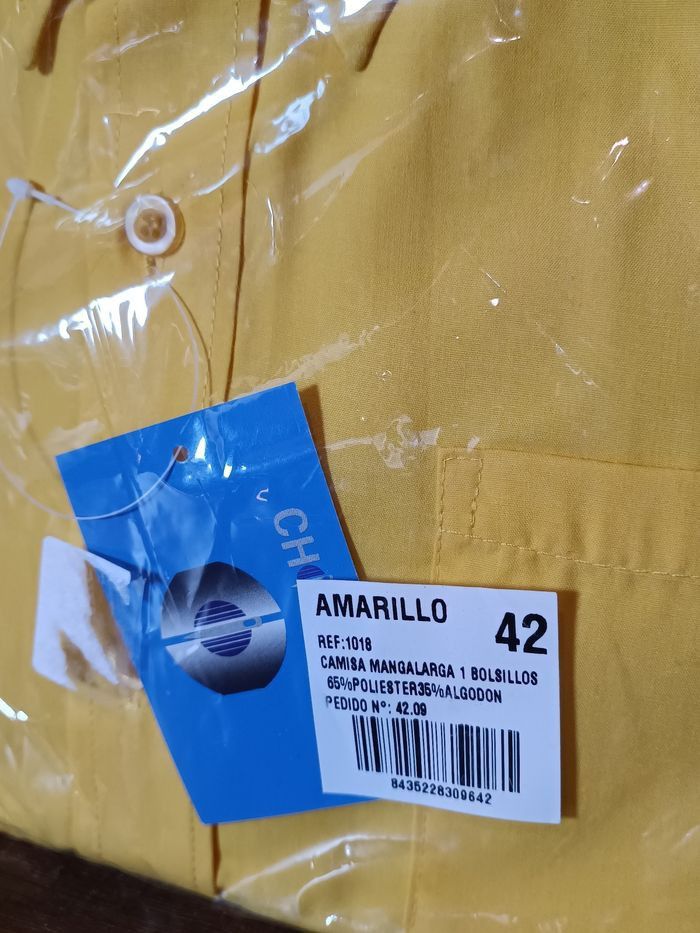 AMARILLO
42
REF:1018
CAMISA MANGALARGA 1 BOLSILLOS
65%POLIESTER35%ALGODON
PEDIDO Nº: 42.09
8435228309642